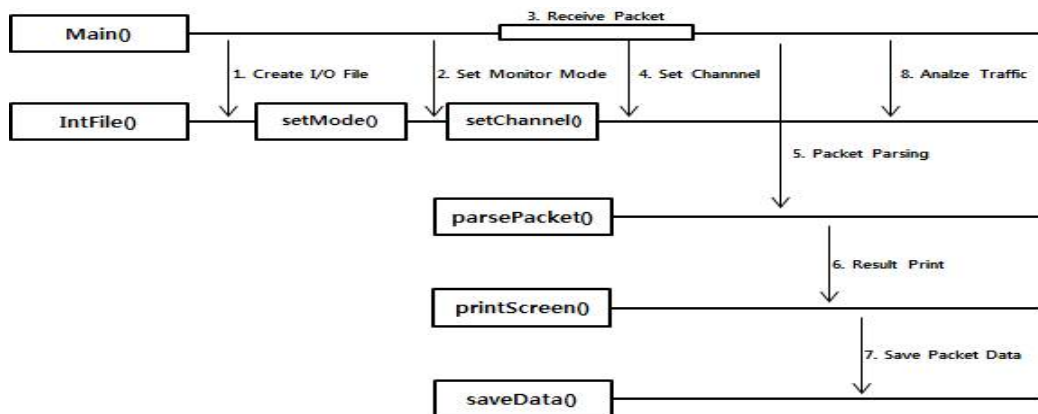 3. Receive Packet
Main()
1. Create I/O File
2. Set Monitor Mode
4. Set Channnel
8. Analze Traffic
IntFile()
setMode()
setChannel()
5. Packet Parsing
parsePacket()
6. Result Print
printScreen()
7. Save Packet Data
saveData()